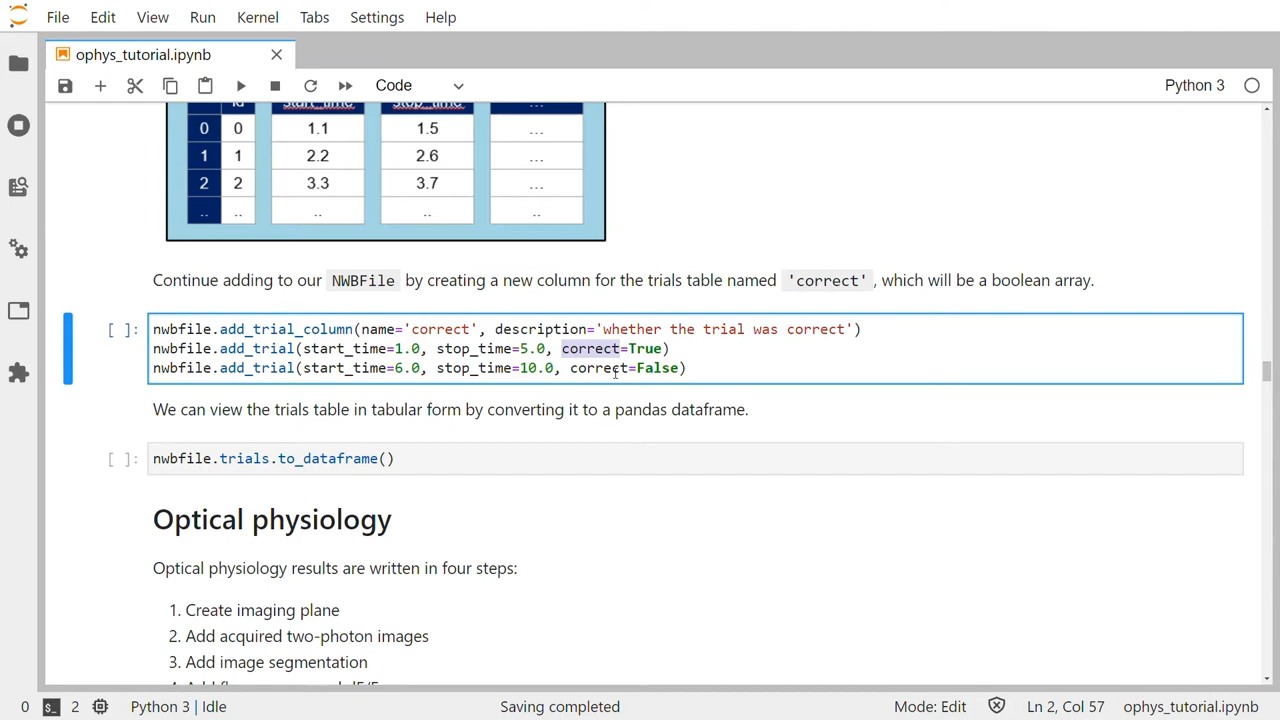 File Edit View Run Kernel Tabs Settings Help
ophys_tutorial.ipynb
Code Python 3
id start_time stop_time ...
0 0 1.1 1.5 ...
1 1 2.2 2.6 ...
2 2 3.3 3.7 ...
.. .. .. .. ..
Continue adding to our NWBFile by creating a new column for the trials table named 'correct', which will be a boolean array.
[ ]: nwbfile.add_trial_column(name='correct', description='whether the trial was correct')
nwbfile.add_trial(start_time=1.0, stop_time=5.0, correct=True)
nwbfile.add_trial(start_time=6.0, stop_time=10.0, correct=False)
We can view the trials table in tabular form by converting it to a pandas dataframe.
[ ]: nwbfile.trials.to_dataframe()
Optical physiology
Optical physiology results are written in four steps:
1. Create imaging plane
2. Add acquired two-photon images
3. Add image segmentation
0 2 Python 3 | Idle Saving completed Mode: Edit Ln 2, Col 57 ophys_tutorial.ipynb